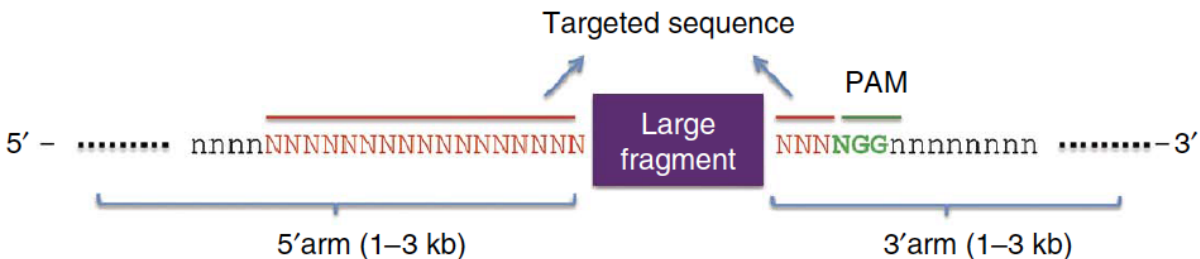 Targeted sequence
PAM
5′ – ......... nnnnNNNNNNNNNNNNNNNNN Large fragment NNNNGGnnnnnnnn ......... – 3′
5′arm (1–3 kb)
3′arm (1–3 kb)